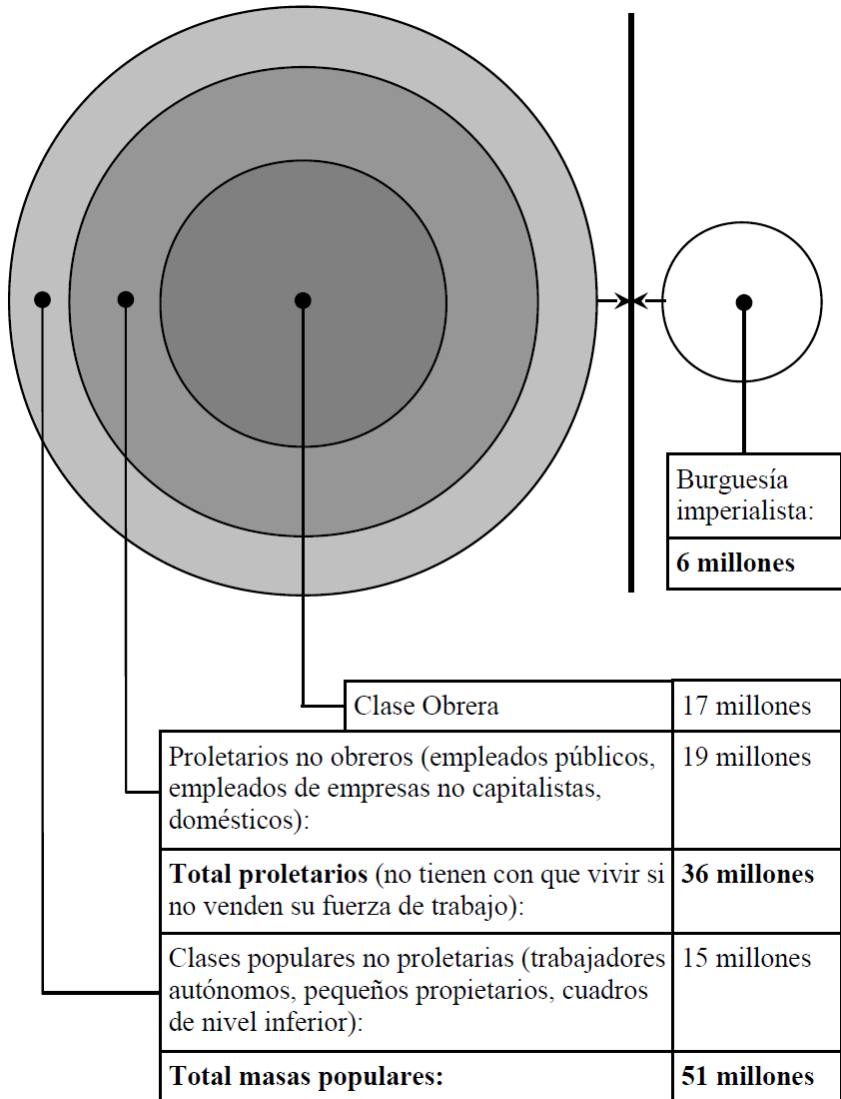 Burguesía
imperialista:
6 millones
Clase Obrera
17 millones
Proletarios no obreros (empleados públicos,
empleados de empresas no capitalistas,
domésticos):
19 millones
Total proletarios (no tienen con que vivir si
no venden su fuerza de trabajo):
36 millones
Clases populares no proletarias (trabajadores
autónomos, pequeños propietarios, cuadros
de nivel inferior):
15 millones
Total masas populares:
51 millones